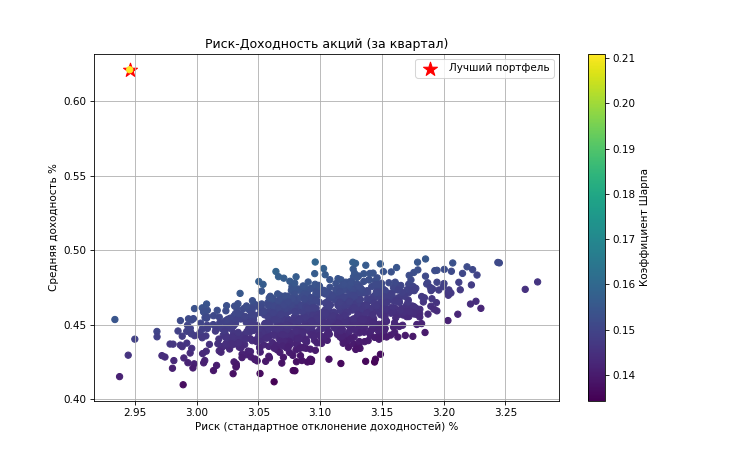 Риск-Доходность акций (за квартал)
Лучший портфель
0.60
0.55
0.50
0.45
0.40
Средняя доходность %
2.95 3.00 3.05 3.10 3.15 3.20 3.25
Риск (стандартное отклонение доходностей) %
0.21
0.20
0.19
0.18
0.17
0.16
0.15
0.14
Коэффициент Шарпа